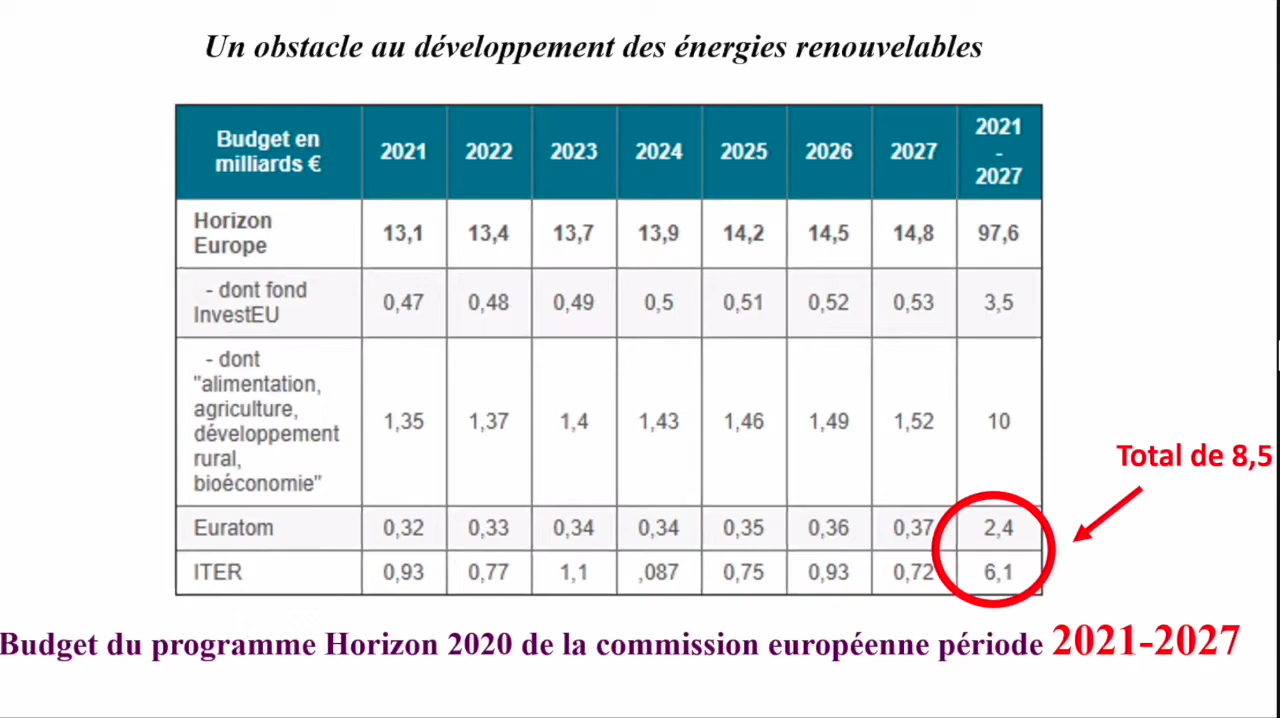 Un obstacle au développement des énergies renouvelables
Budget en
milliards €
2021
2022
2023
2024
2025
2026
2027
2021
-
2027
Horizon
Europe
13,1
13,4
13,7
13,9
14,2
14,5
14,8
97,6
- dont fond
InvestEU
0,47
0,48
0,49
0,5
0,51
0,52
0,53
3,5
- dont
"alimentation,
agriculture,
développement
rural,
bioéconomie"
1,35
1,37
1,4
1,43
1,46
1,49
1,52
10
Total de 8,5
Euratom
0,32
0,33
0,34
0,34
0,35
0,36
0,37
2,4
ITER
0,93
0,77
1,1
,087
0,75
0,93
0,72
6,1
Budget du programme Horizon 2020 de la commission européenne période 2021-2027